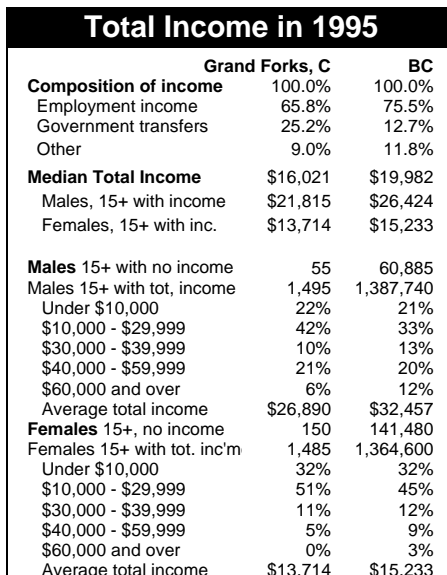 Total Income in 1995
Grand Forks, C BC
Composition of income 100.0% 100.0%
Employment income 65.8% 75.5%
Government transfers 25.2% 12.7%
Other 9.0% 11.8%
Median Total Income $16,021 $19,982
Males, 15+ with income $21,815 $26,424
Females, 15+ with inc. $13,714 $15,233
Males 15+ with no income 55 60,885
Males 15+ with tot, income 1,495 1,387,740
Under $10,000 22% 21%
$10,000 - $29,999 42% 33%
$30,000 - $39,999 10% 13%
$40,000 - $59,999 21% 20%
$60,000 and over 6% 12%
Average total income $26,890 $32,457
Females 15+, no income 150 141,480
Females 15+ with tot. inc'm 1,485 1,364,600
Under $10,000 32% 32%
$10,000 - $29,999 51% 45%
$30,000 - $39,999 11% 12%
$40,000 - $59,999 5% 9%
$60,000 and over 0% 3%
Average total income $13,714 $15,233